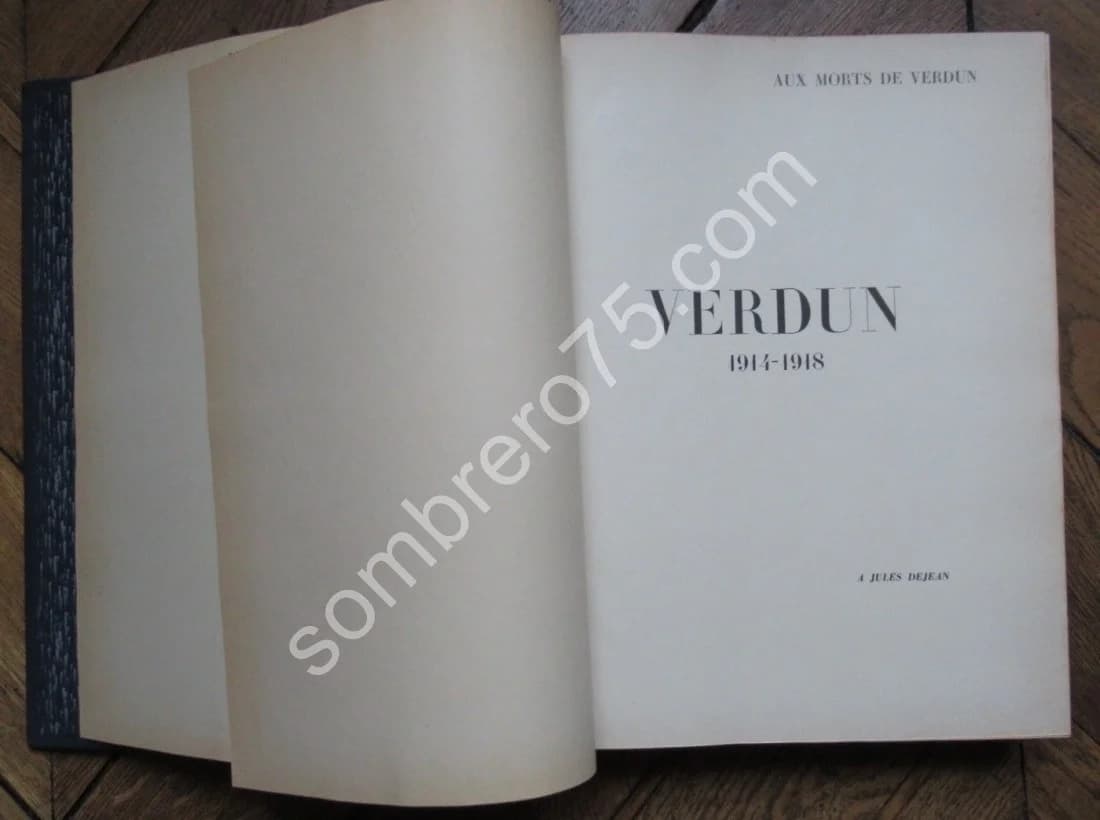 AUX MORTS DE VERDUN
VERDUN
1914-1918
A JULES DEJEAN
sombrero75.com